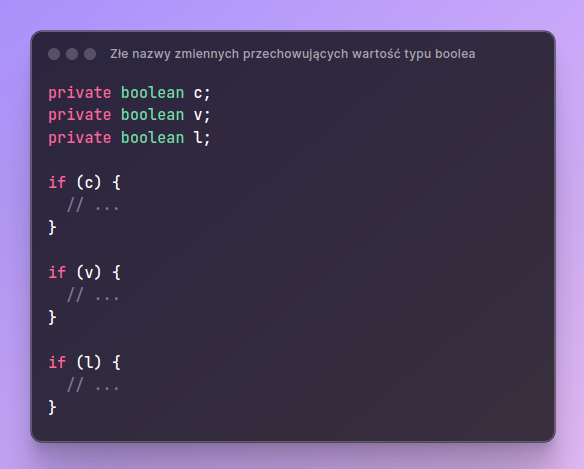 Złe nazwy zmiennych przechowujących wartość typu boolea
private boolean c;
private boolean v;
private boolean l;
if (c) {
// ...
}
if (v) {
// ...
}
if (l) {
// ...
}